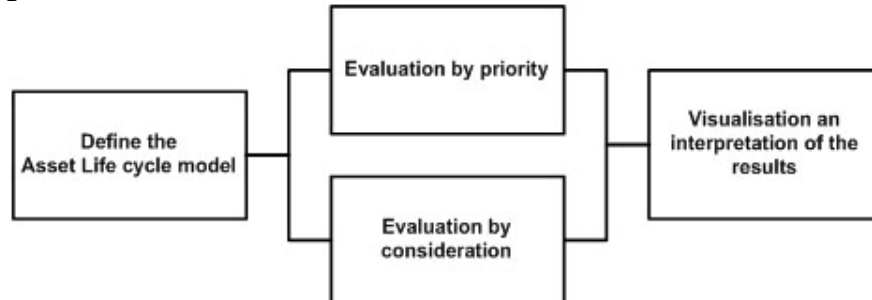 Define the
Asset Life cycle model
Evaluation by priority
Evaluation by
consideration
Visualisation an
interpretation of the
results